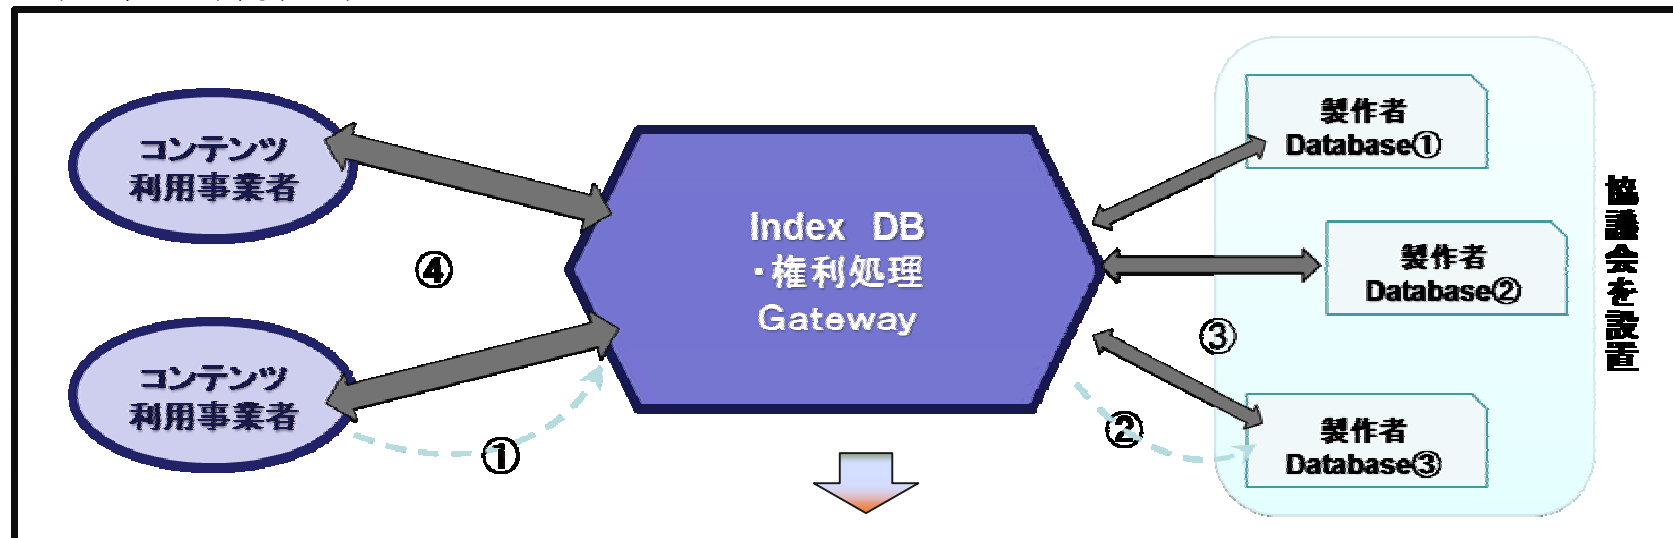 コンテンツ
利用事業者
コンテンツ
利用事業者
④
①
Index DB
・権利処理
Gateway
③
②
製作者
Database①
製作者
Database②
製作者
Database③
協議会を設置